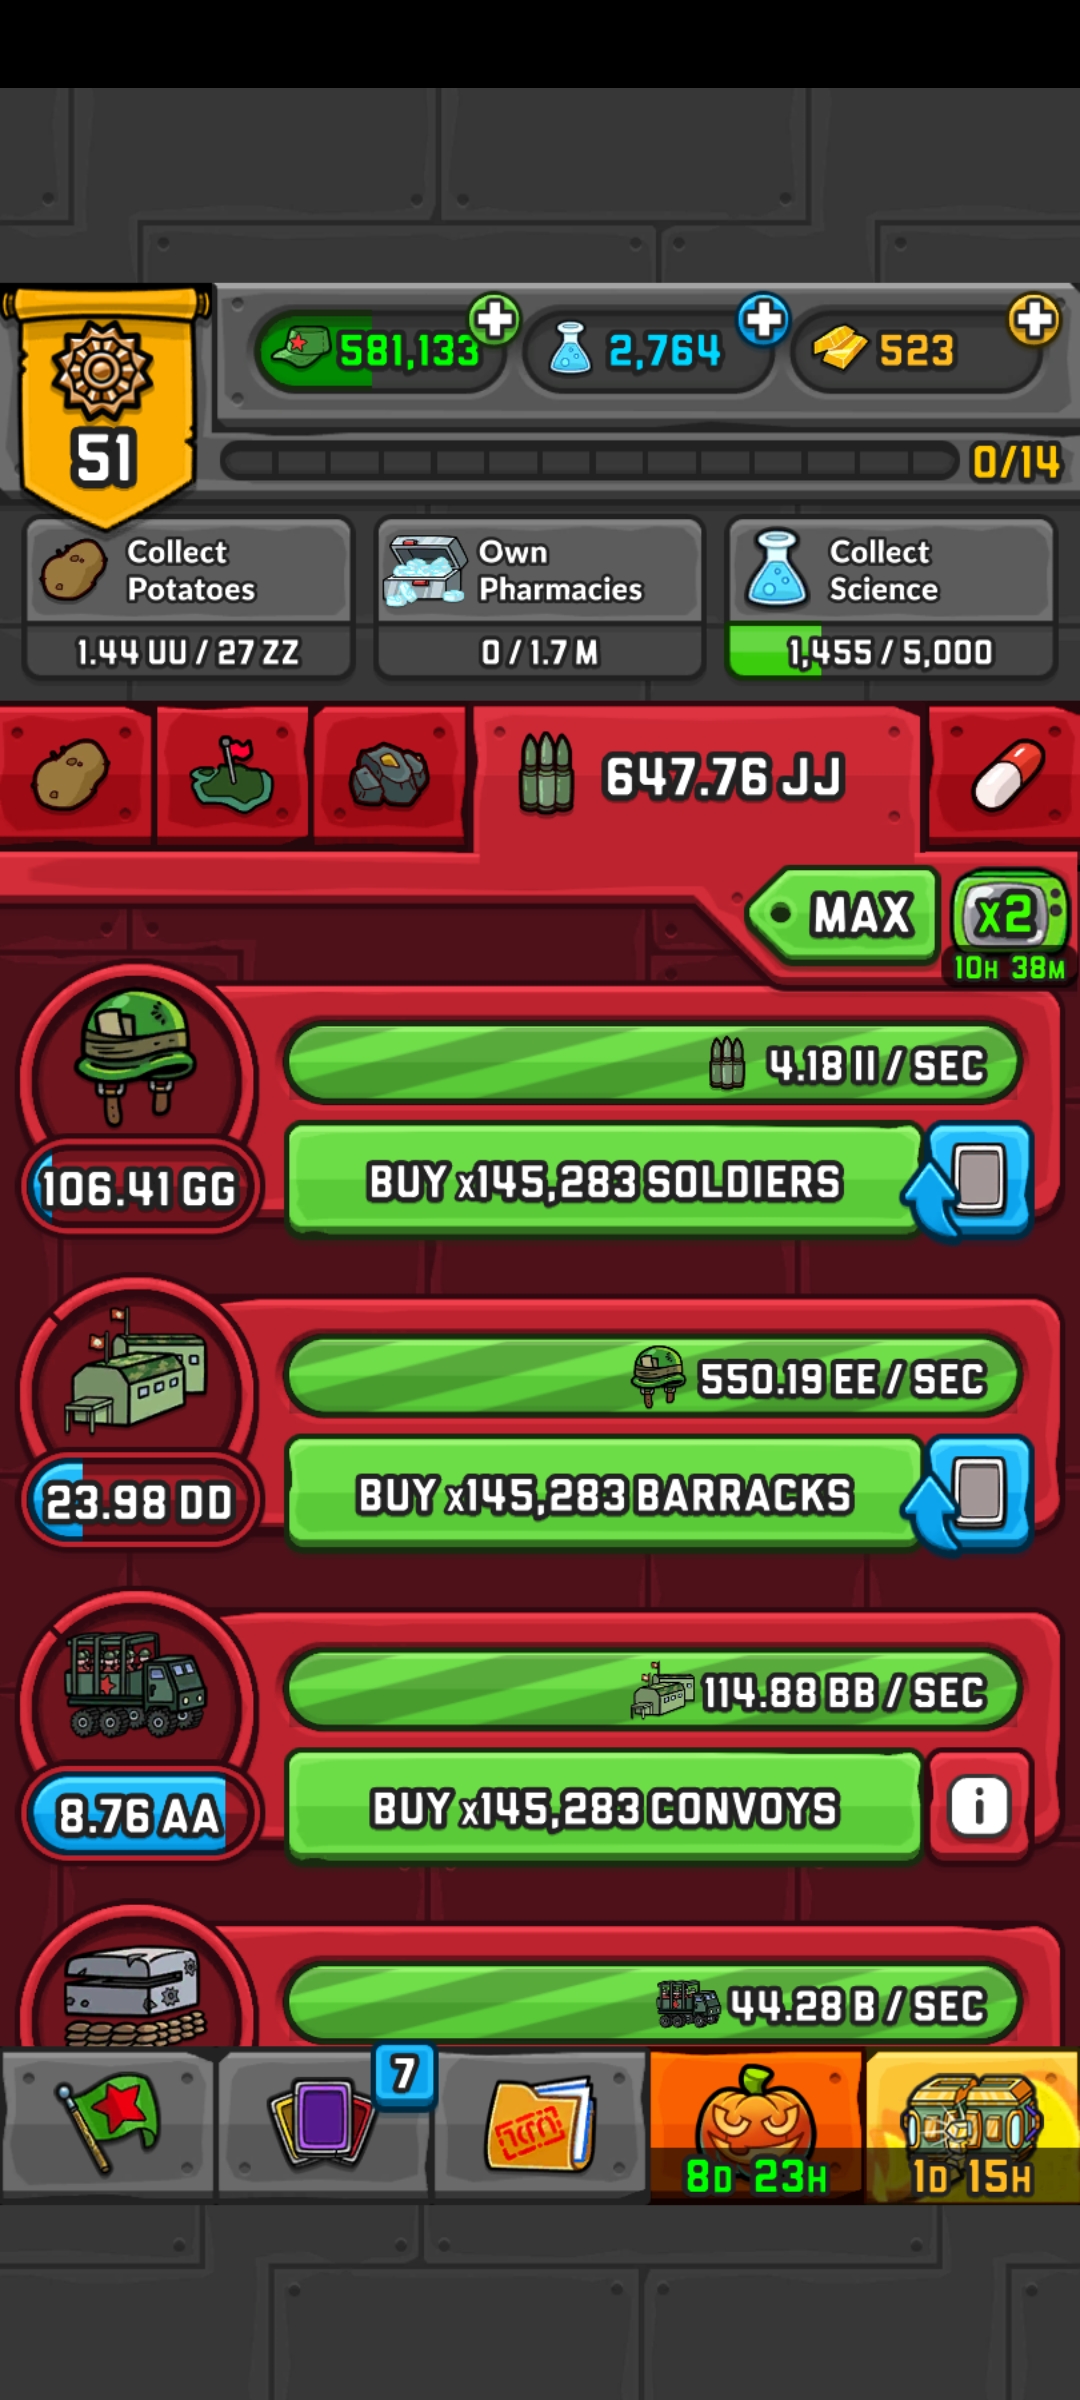 581,133
2,764
523
51
0/14
Collect
Potatoes
1.44 UU / 27 ZZ
Own
Pharmacies
0 / 1.7 M
Collect
Science
1,455 / 5,000
647.76 JJ
MAX
x2
10H 38M
4.18 II / SEC
106.41 GG
BUY x145,283 SOLDIERS
550.19 EE / SEC
23.98 DD
BUY x145,283 BARRACKS
114.88 BB / SEC
8.76 AA
BUY x145,283 CONVOYS
i
44.28 B / SEC
7
8D 23H
1D 15H